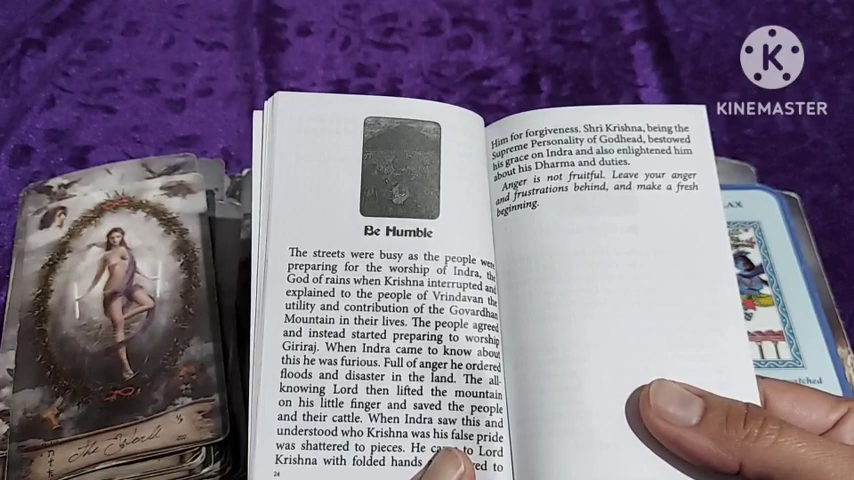 K
KINEMASTER
Be Humble
The streets were busy as the people were
preparing for the worship of Indra, the
God of rains when Krishna interrupted and
explained to the people of Vrindavan the
utility and contribution of the Govardhan
Mountain in their lives. The people agreed
and instead started preparing to worship
Giriraj. When Indra came to know about
this he was furious. Full of anger he ordered
floods and disaster in the land. The all-
knowing Lord then lifted the mountain
on his little finger and saved the people
and their cattle. When Indra saw this and
understood who Krishna was his false pride
was shattered to pieces. He came to Lord
Krishna with folded hands to
24
Him for forgiveness. Shri Krishna, being the
Supreme Personality of Godhead, bestowed
his grace on Indra and also enlightened him
about his Dharma and duties.
Anger is not fruitful. Leave your anger
and frustrations behind, and make a fresh
beginning.
The World